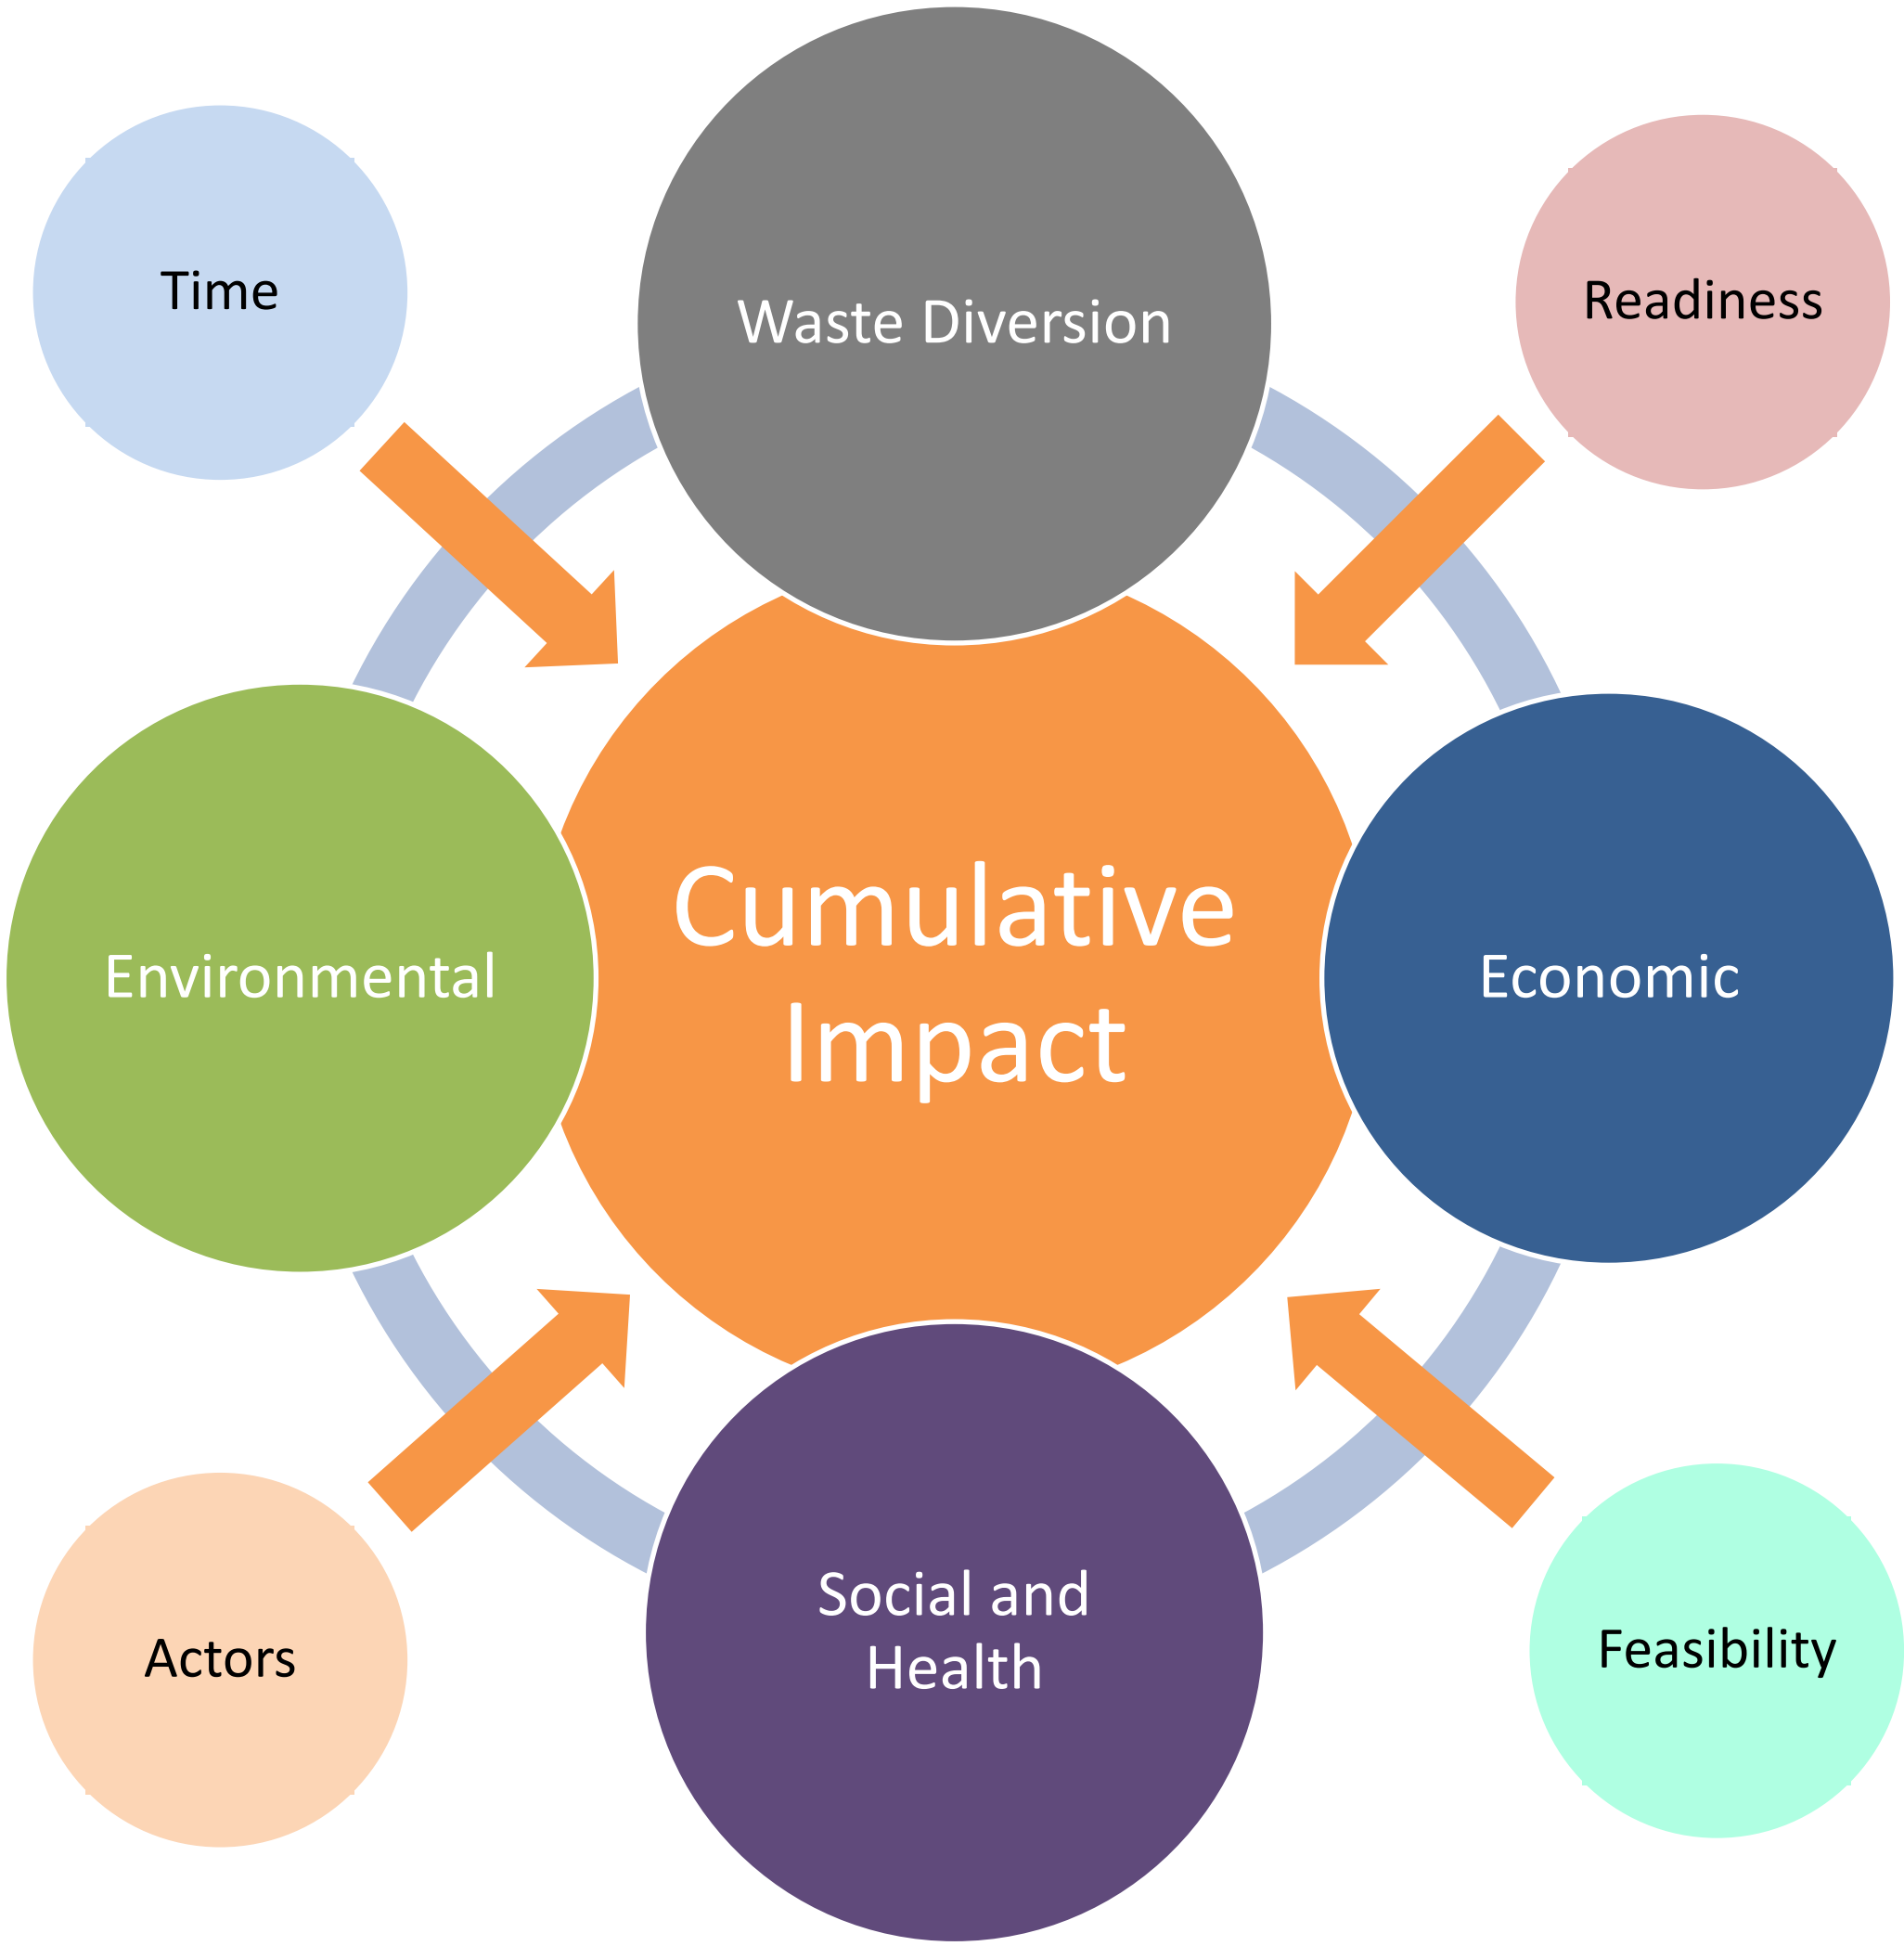 Time
Readiness
Waste Diversion
Environmental
Cumulative
Impact
Economic
Social and
Health
Actors
Feasibility